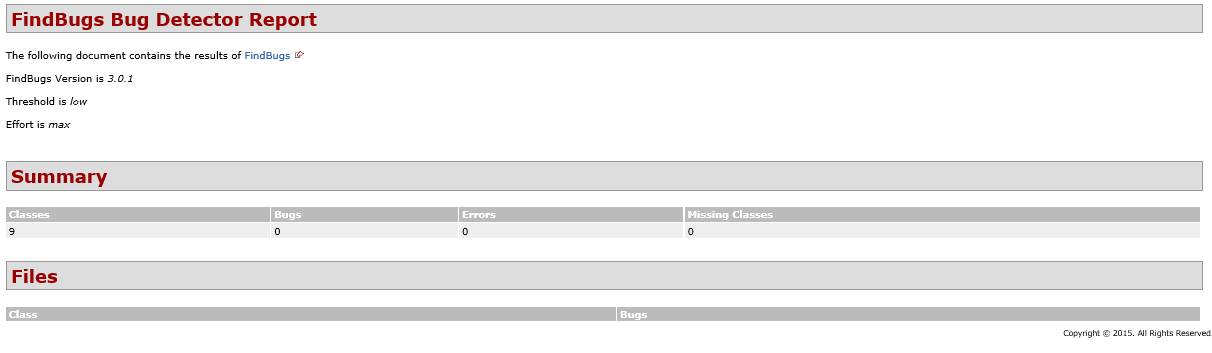 FindBugs Bug Detector Report
The following document contains the results of FindBugs
FindBugs Version is 3.0.1
Threshold is low
Effort is max
Summary
Classes Bugs Errors Missing Classes
9 0 0 0
Files
Class Bugs
Copyright © 2015. All Rights Reserved.